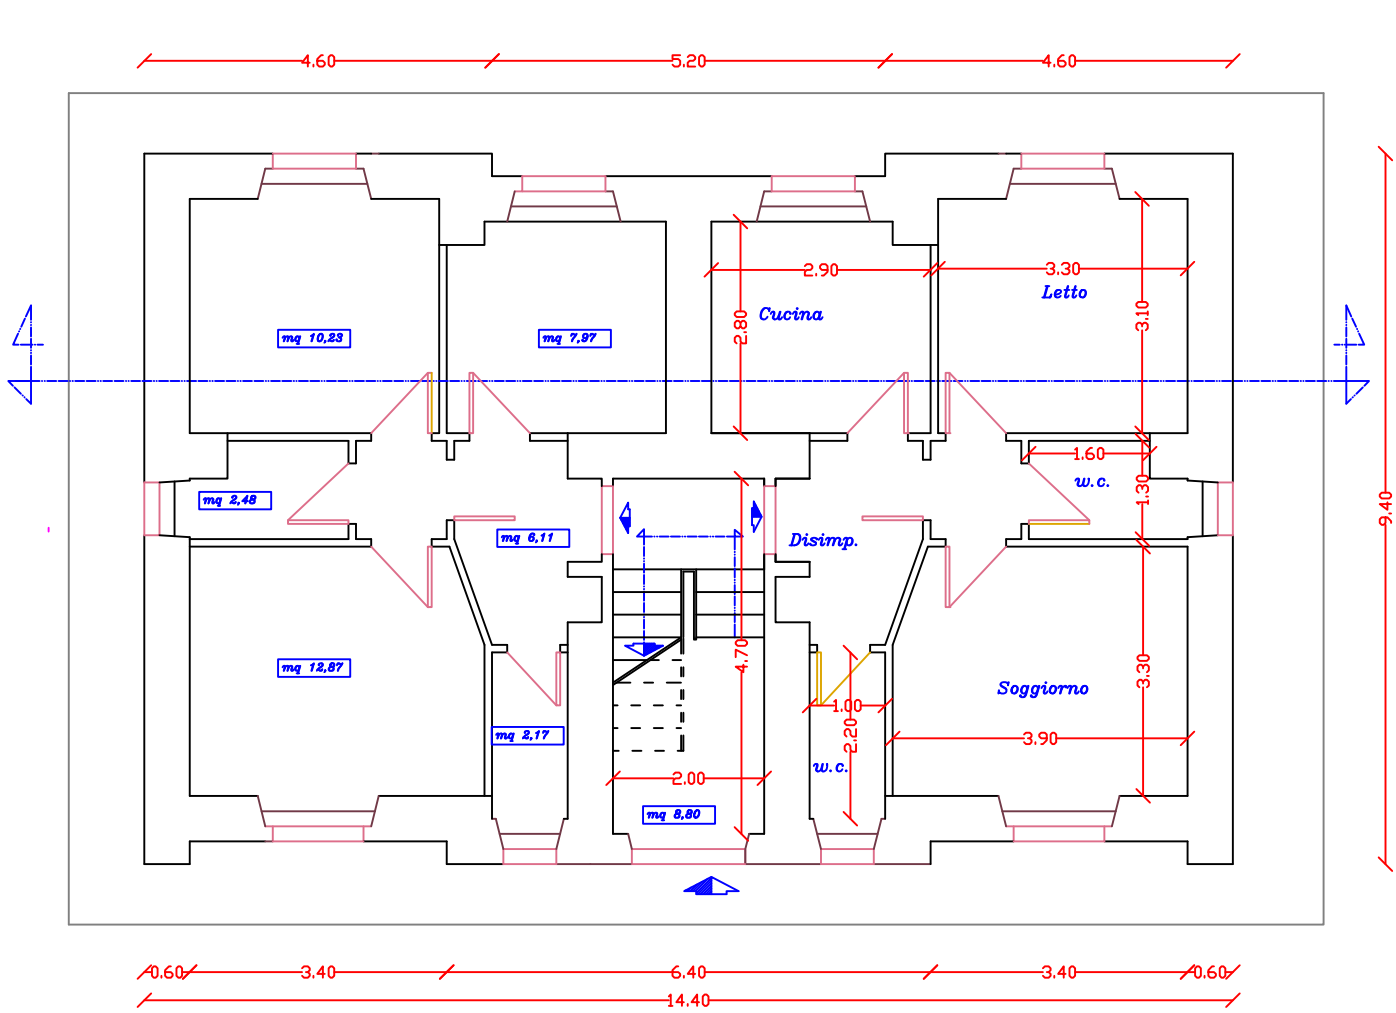 4.60 5.20 4.60
2.90 3.30
Letto
Cucina 2.80 3.10
mq 10,23 mq 7,97
1.60
w.c.
mq 2,48 1.30 9.40
mq 6,11 Disimp.
4.70 3.30
mq 12,87 Soggiorno
1.00
mq 2,17 2.20 3.90
w.c.
2.00
mq 8,80
0.60 3.40 6.40 3.40 0.60
14.40